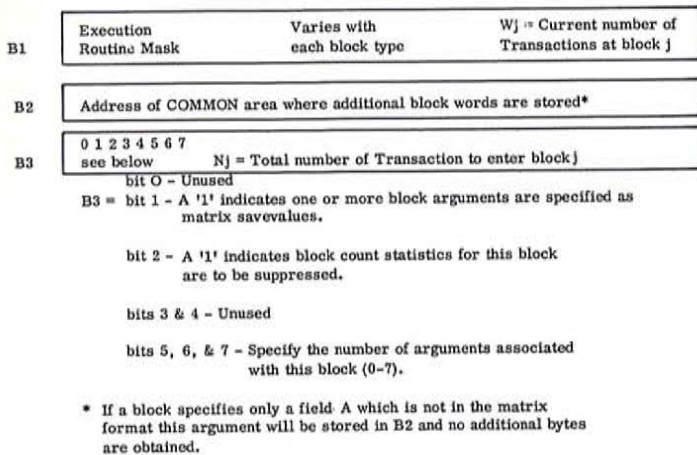 Execution Varies with Wj = Current number of
B1 Routine Mask each block type Transactions at block j
B2 Address of COMMON area where additional block words are stored*
0 1 2 3 4 5 6 7
B3 see below Nj = Total number of Transaction to enter block j
bit O - Unused
B3 = bit 1 - A '1' indicates one or more block arguments are specified as
matrix savevalues.
bit 2 - A '1' indicates block count statistics for this block
are to be suppressed.
bits 3 & 4 - Unused
bits 5, 6, & 7 - Specify the number of arguments associated
with this block (0-7).
* If a block specifies only a field A which is not in the matrix
format this argument will be stored in B2 and no additional bytes
are obtained.